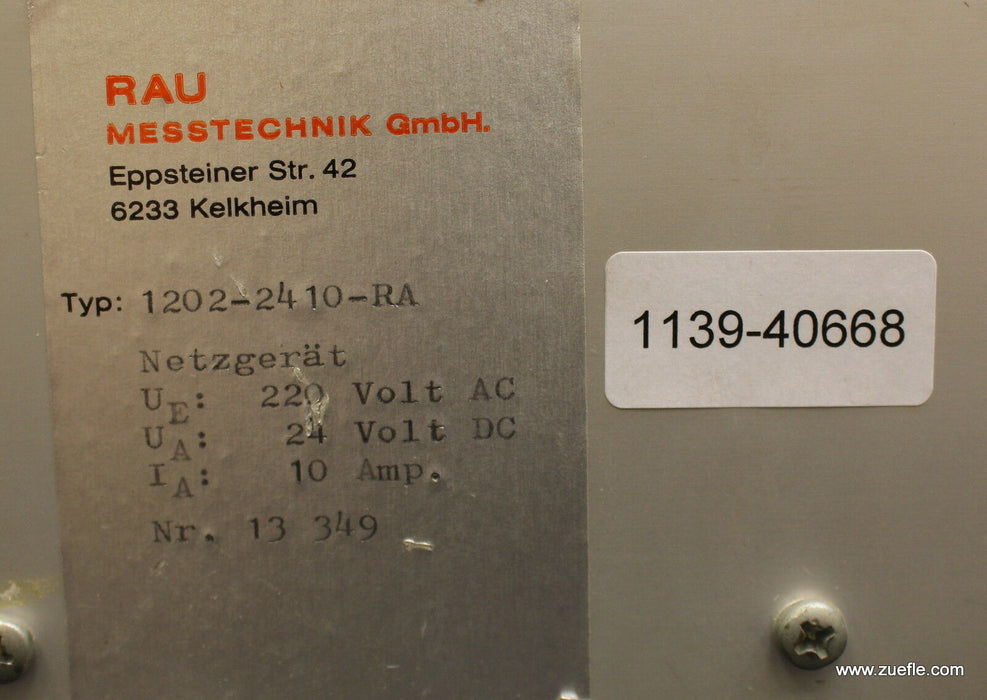 RAU
MESSTECHNIK GmbH.
Eppsteiner Str. 42
6233 Kelkheim
Typ: 1202-2410-RA
Netzgerät
UE: 220 Volt AC
UA: 24 Volt DC
IA: 10 Amp.
Nr. 13 349
1139-40668
www.zuefle.com